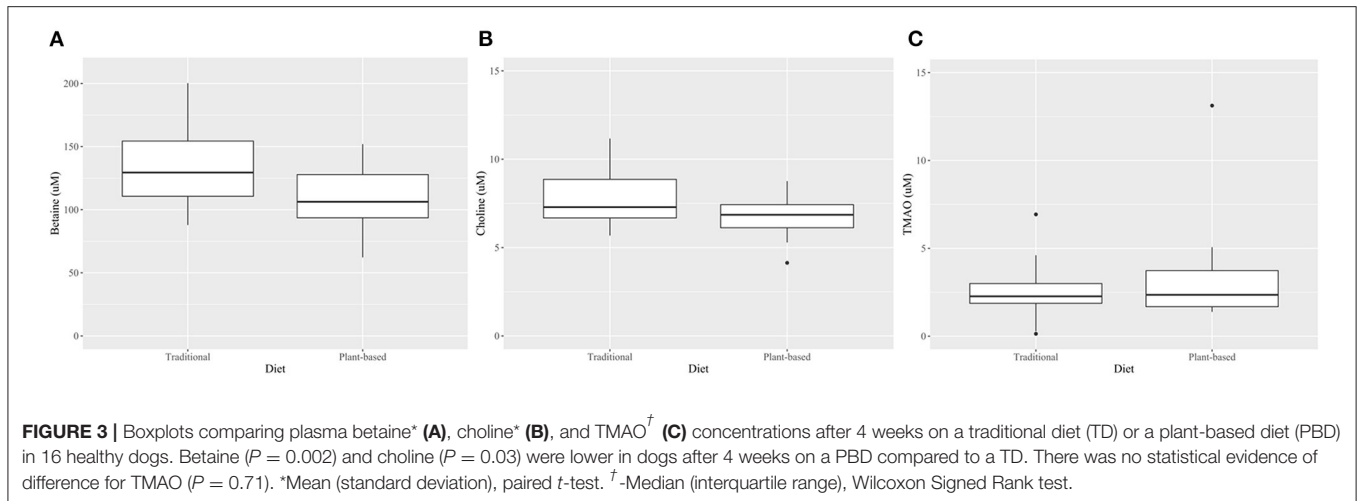 A
B
C
200
150
100
50
0
Betaine (uM)
Traditional
Plant-based
Diet
15
10
5
0
Choline (uM)
Traditional
Plant-based
Diet
15
10
5
0
TMAO (uM)
Traditional
Plant-based
Diet
FIGURE 3 | Boxplots comparing plasma betaine* (A), choline* (B), and TMAO† (C) concentrations after 4 weeks on a traditional diet (TD) or a plant-based diet (PBD)
in 16 healthy dogs. Betaine (P = 0.002) and choline (P = 0.03) were lower in dogs after 4 weeks on a PBD compared to a TD. There was no statistical evidence of
difference for TMAO (P = 0.71). *Mean (standard deviation), paired t-test. †-Median (interquartile range), Wilcoxon Signed Rank test.